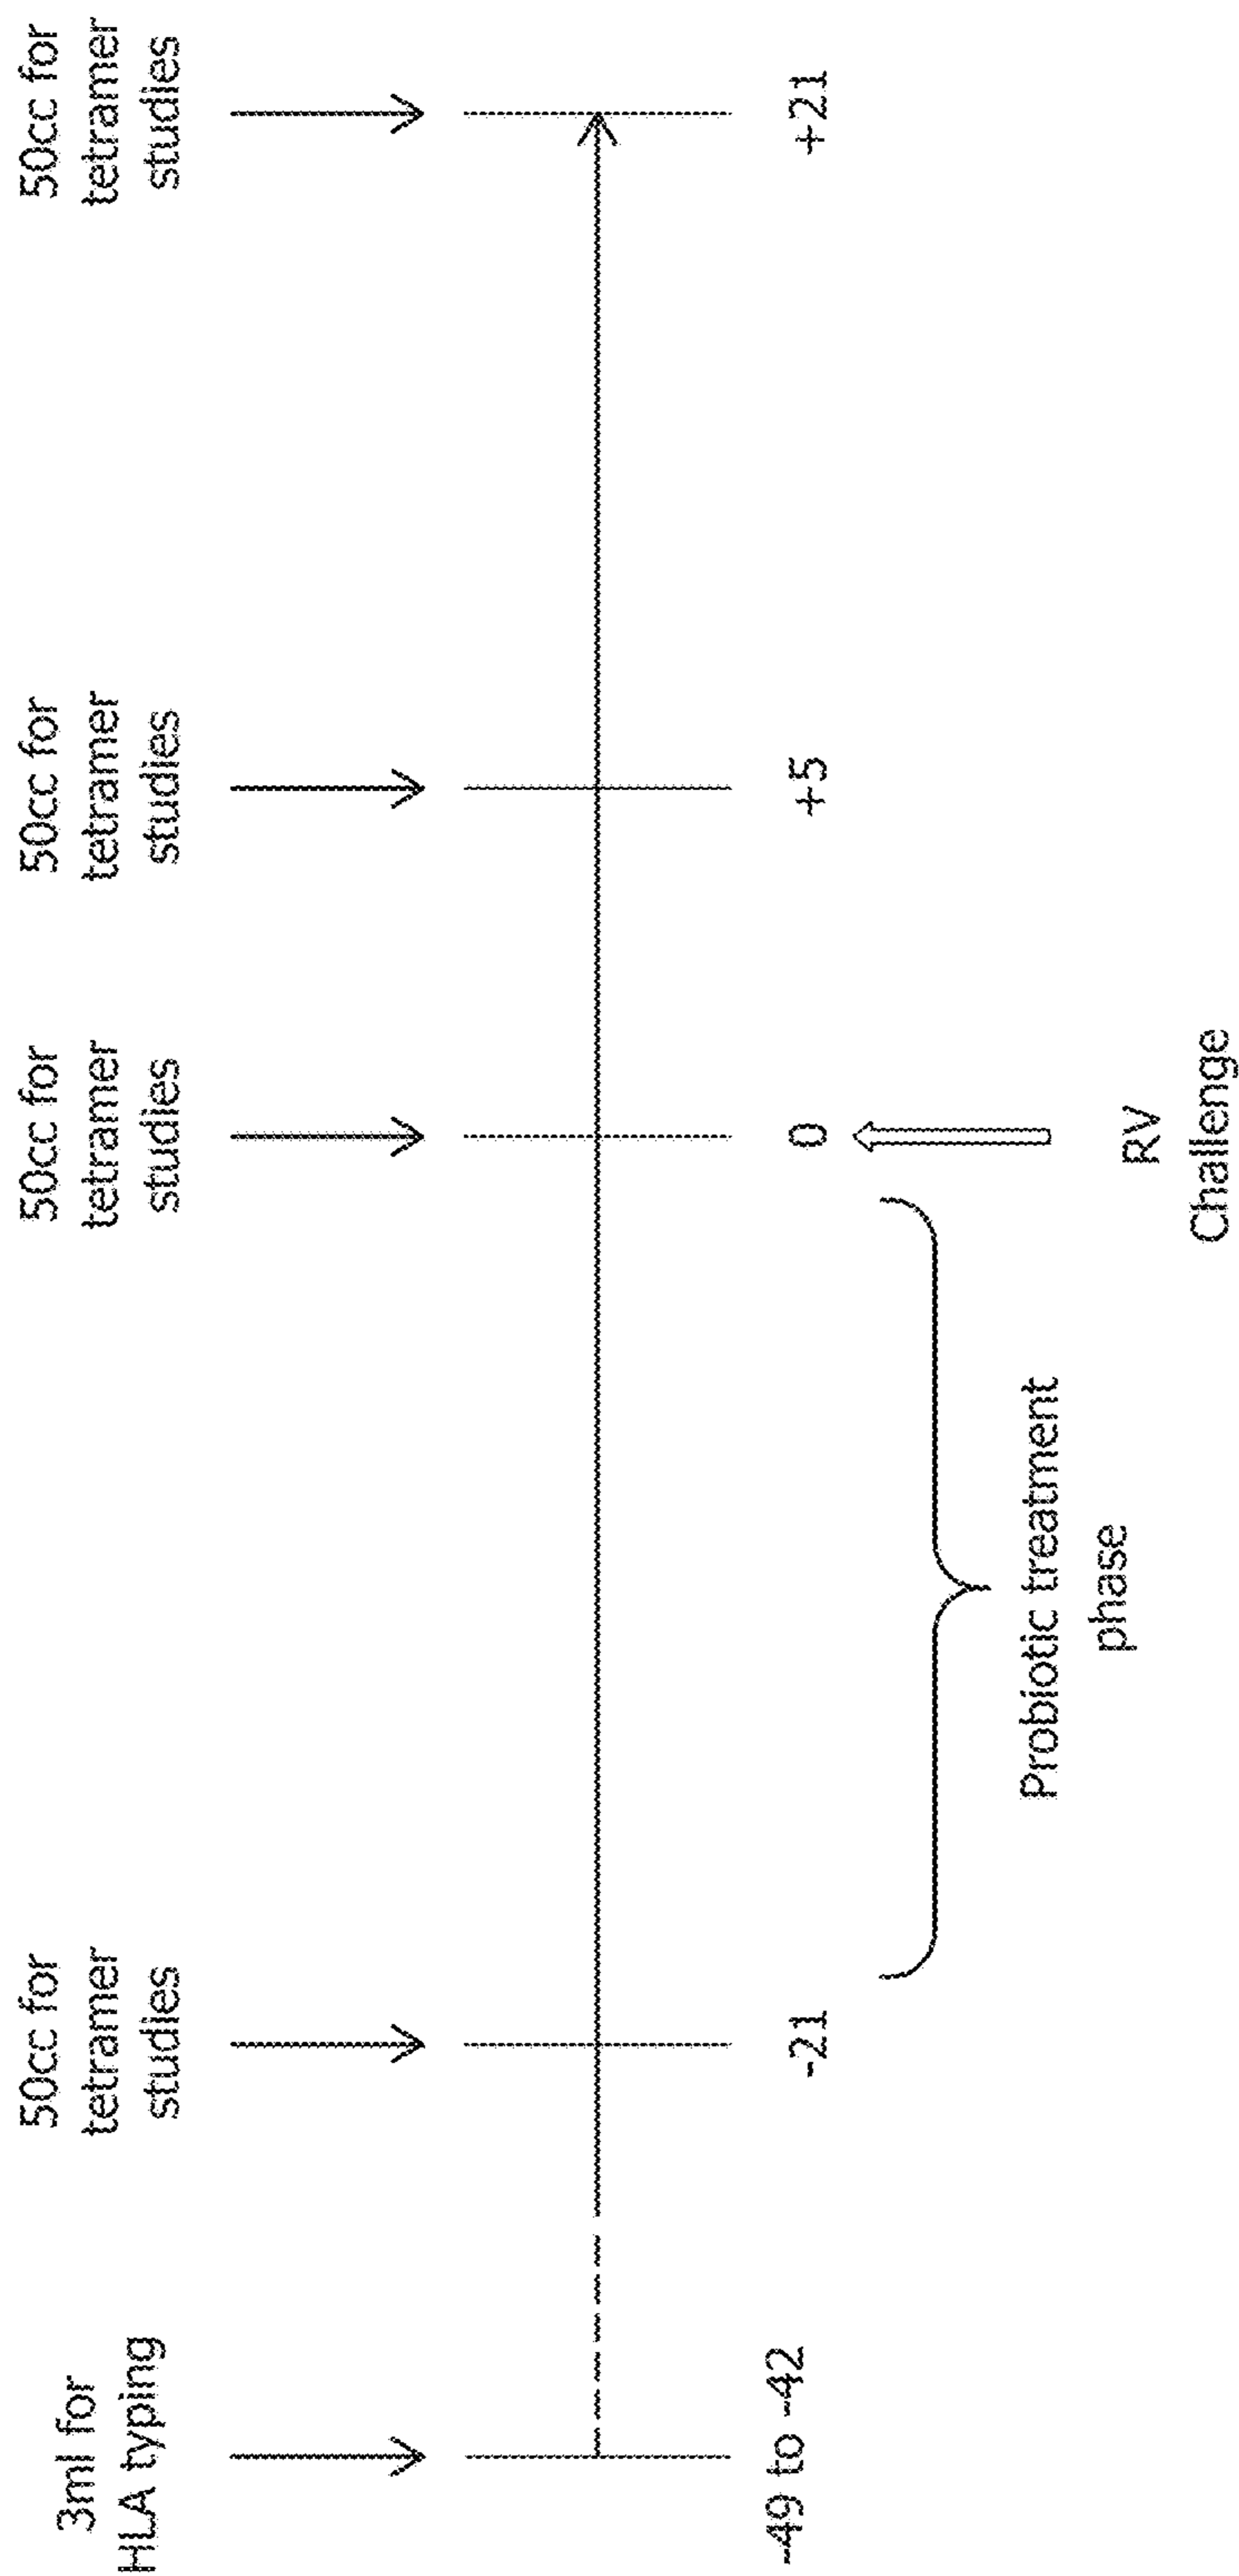 3ml for
HLA typing
50cc for
tetramer
studies
50cc for
tetramer
studies
50cc for
tetramer
studies
50cc for
tetramer
studies
-49 to -42
-21
0
+5
+21
Probiotic treatment
phase
RV
Challenge